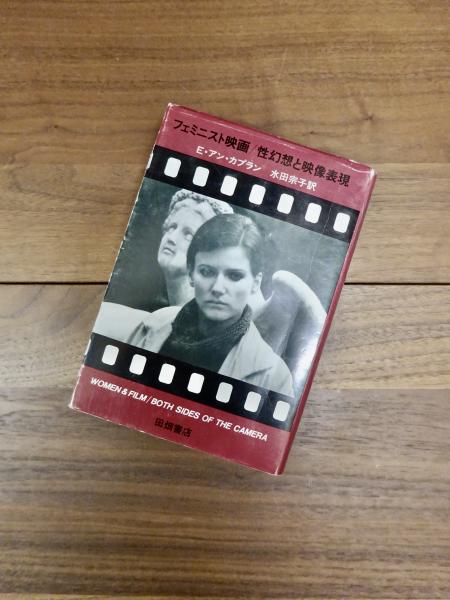 フェミニスト映画/性幻想と映像表現
E・アン・カプラン 水田宗子訳
WOMEN & FILM/BOTH SIDES OF THE CAMERA
田畑書店